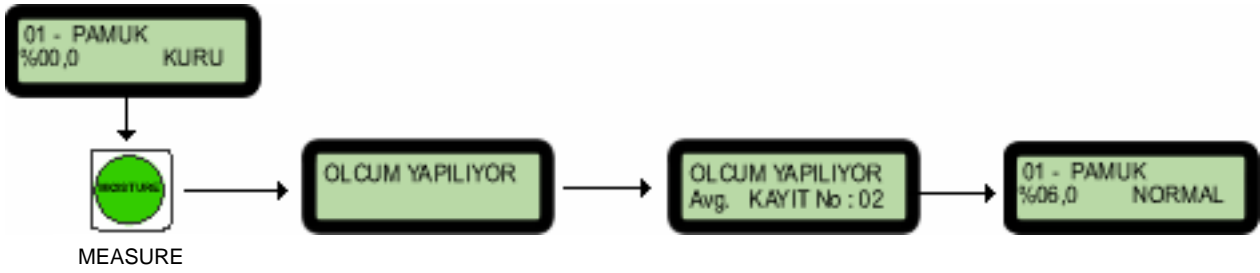 01 - PAMUK
%00,0 KURU
MOISTURE
MEASURE
OLCUM YAPILIYOR
OLCUM YAPILIYOR
Avg. KAYIT No : 02
01 - PAMUK
%06,0 NORMAL